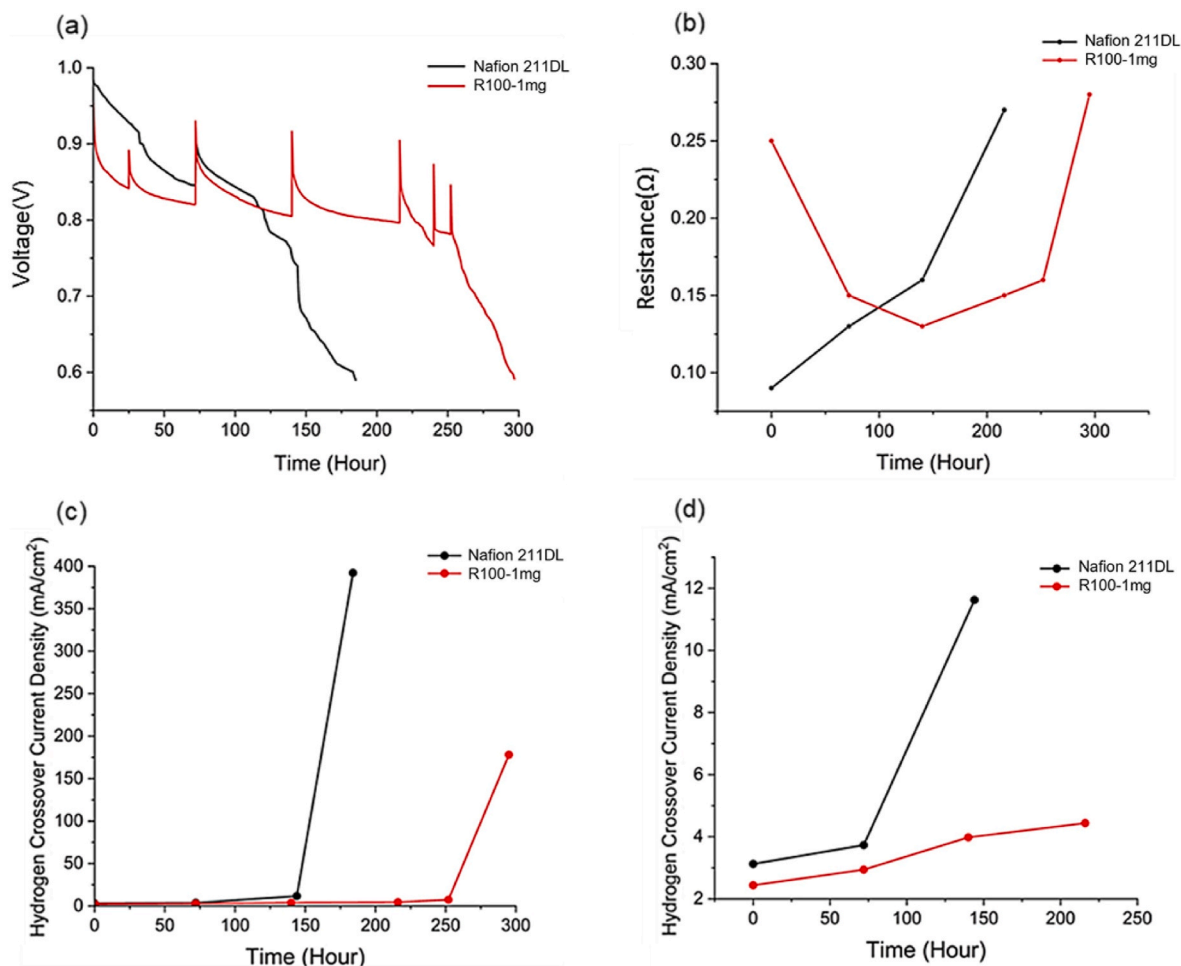 (a)
Nafion 211DL
R100-1mg
Voltage(V)
1.0
0.9
0.8
0.7
0.6
0 50 100 150 200 250 300
Time (Hour)
(b)
Nafion 211DL
R100-1mg
Resistance(Ω)
0.30
0.25
0.20
0.15
0.10
0 100 200 300
Time (Hour)
(c)
Nafion 211DL
R100-1mg
Hydrogen Crossover Current Density (mA/cm²)
400
350
300
250
200
150
100
50
0
0 50 100 150 200 250 300
Time (Hour)
(d)
Nafion 211DL
R100-1mg
Hydrogen Crossover Current Density (mA/cm²)
12
10
8
6
4
2
0 50 100 150 200 250
Time (Hour)